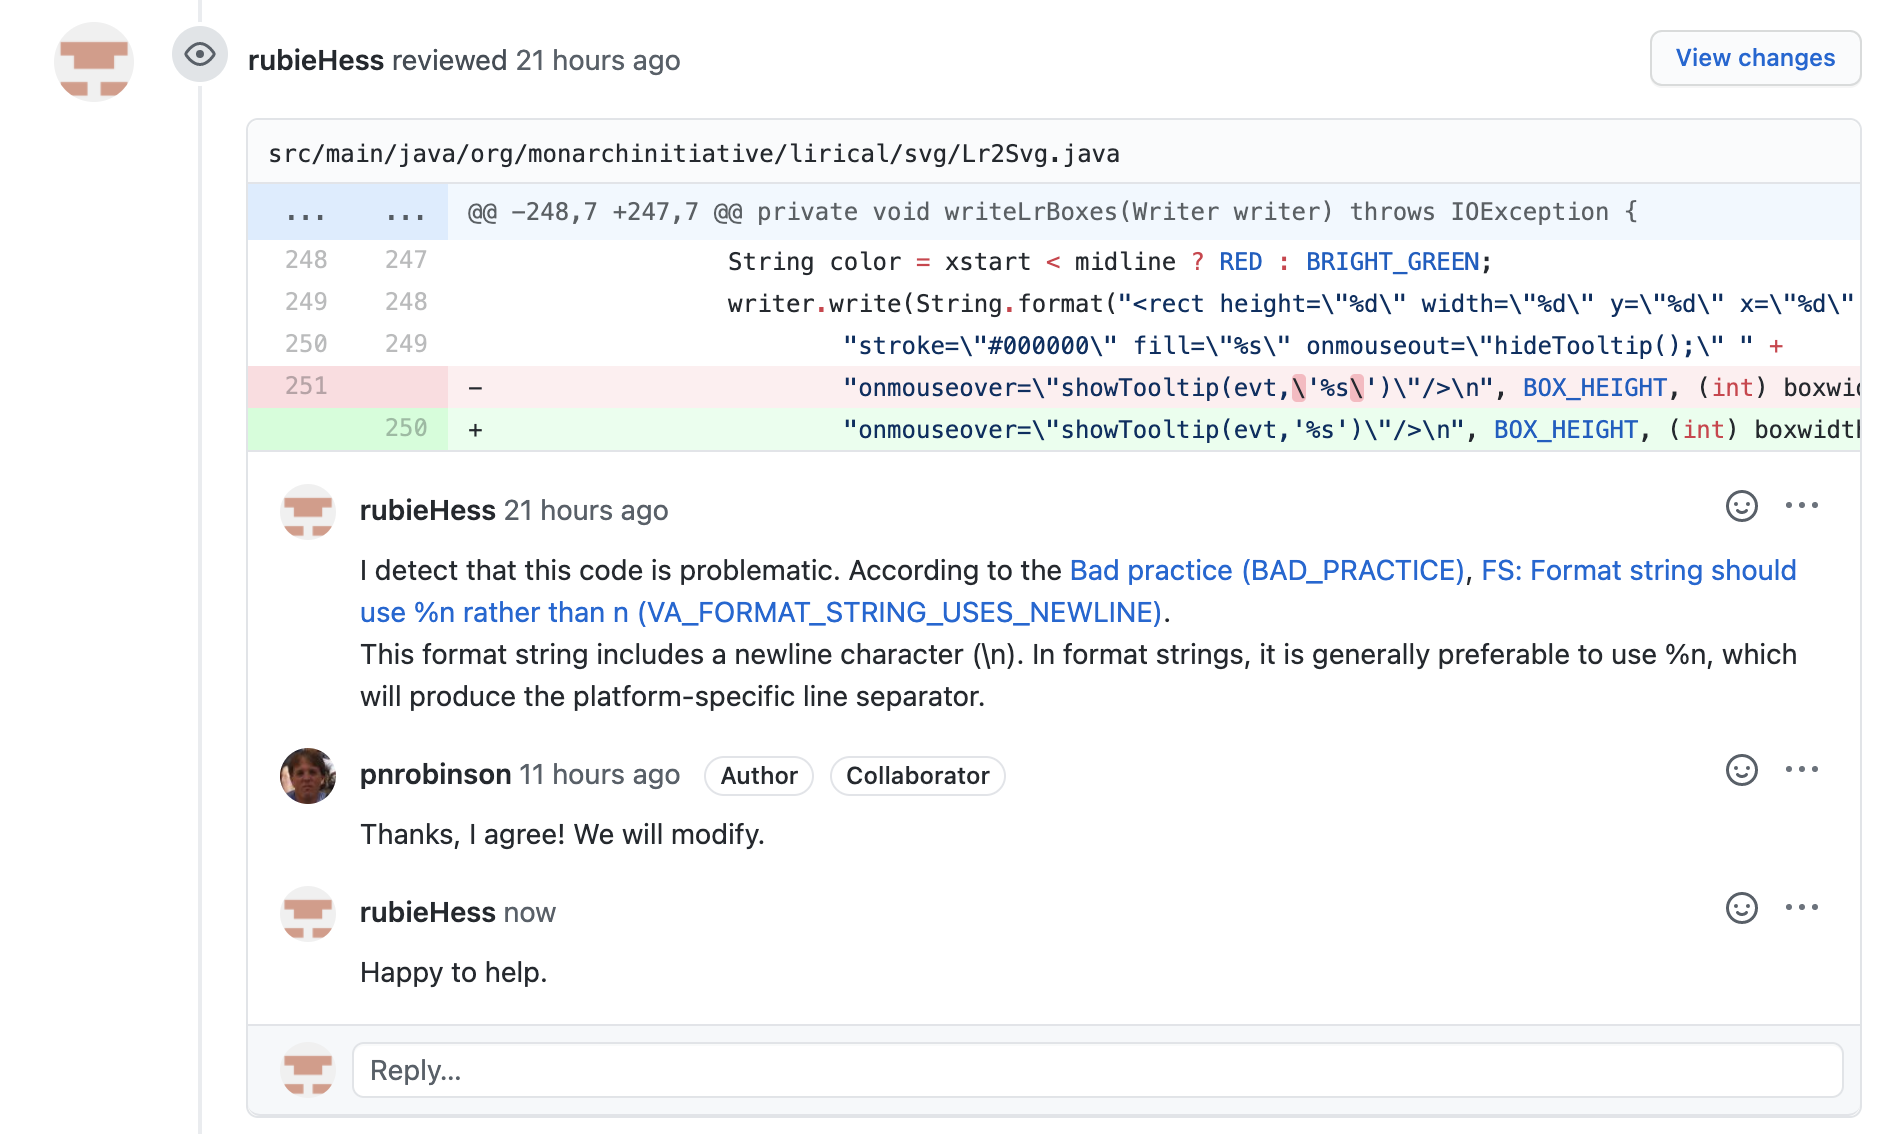 rubieHess reviewed 21 hours ago
View changes
src/main/java/org/monarchinitiative/lirical/svg/Lr2Svg.java
... ... @@ -248,7 +247,7 @@ private void writeLrBoxes(Writer writer) throws IOException {
248 247 String color = xstart < midline ? RED : BRIGHT_GREEN;
249 248 writer.write(String.format("<rect height=\"%d\" width=\"%d\" y=\"%d\" x=\"%d\"
250 249 "stroke=\"#000000\" fill=\"%s\" onmouseout=\"hideTooltip();\" " +
251 - "onmouseover=\"showTooltip(evt,\'%s\')\"/>\n", BOX_HEIGHT, (int) boxwid
250 + "onmouseover=\"showTooltip(evt,'%s')\"/>\n", BOX_HEIGHT, (int) boxwidth
rubieHess 21 hours ago
I detect that this code is problematic. According to the Bad practice (BAD_PRACTICE), FS: Format string should
use %n rather than n (VA_FORMAT_STRING_USES_NEWLINE).
This format string includes a newline character (\n). In format strings, it is generally preferable to use %n, which
will produce the platform-specific line separator.
pnrobinson 11 hours ago Author Collaborator
Thanks, I agree! We will modify.
rubieHess now
Happy to help.
Reply...